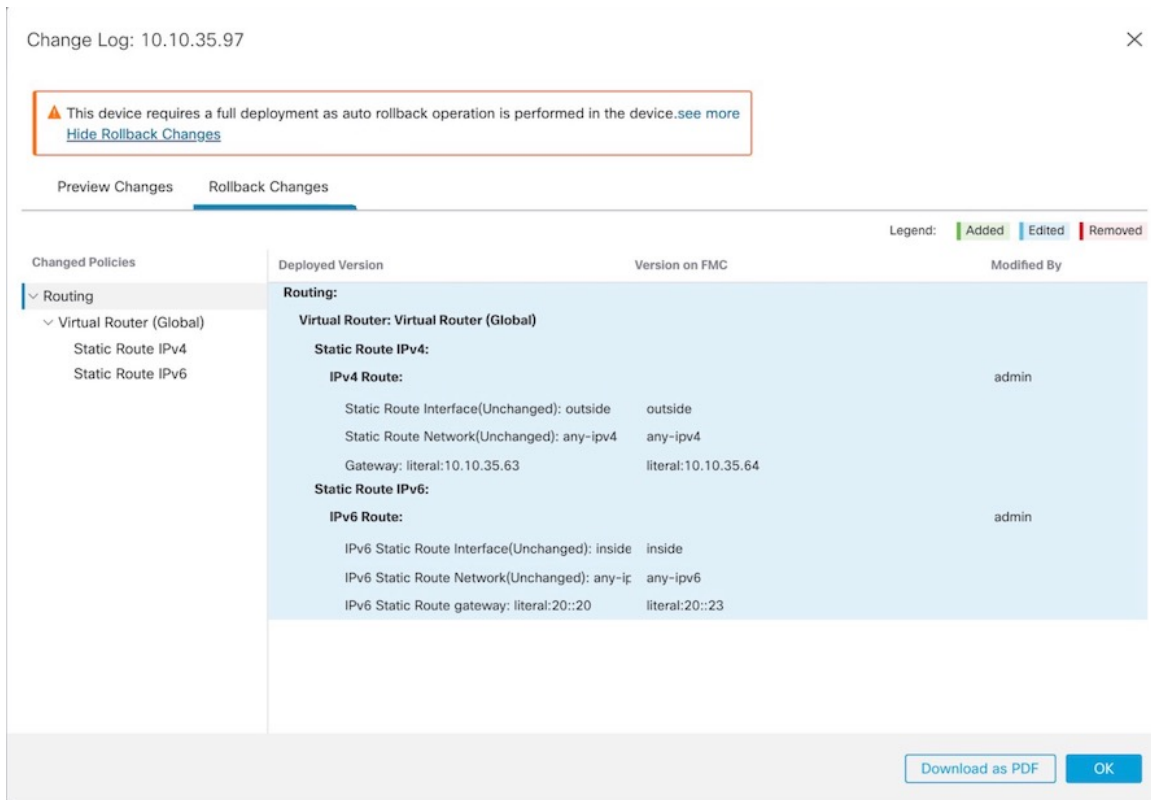 Change Log: 10.10.35.97
This device requires a full deployment as auto rollback operation is performed in the device.see more
Hide Rollback Changes
Preview Changes Rollback Changes
Legend: Added Edited Removed
Changed Policies Deployed Version Version on FMC Modified By
Routing
Virtual Router (Global)
Static Route IPv4
Static Route IPv6
Routing:
Virtual Router: Virtual Router (Global)
Static Route IPv4:
IPv4 Route: admin
Static Route Interface(Unchanged): outside outside
Static Route Network(Unchanged): any-ipv4 any-ipv4
Gateway: literal:10.10.35.63 literal:10.10.35.64
Static Route IPv6:
IPv6 Route: admin
IPv6 Static Route Interface(Unchanged): inside inside
IPv6 Static Route Network(Unchanged): any-ip any-ipv6
IPv6 Static Route gateway: literal:20::20 literal:20::23
Download as PDF OK